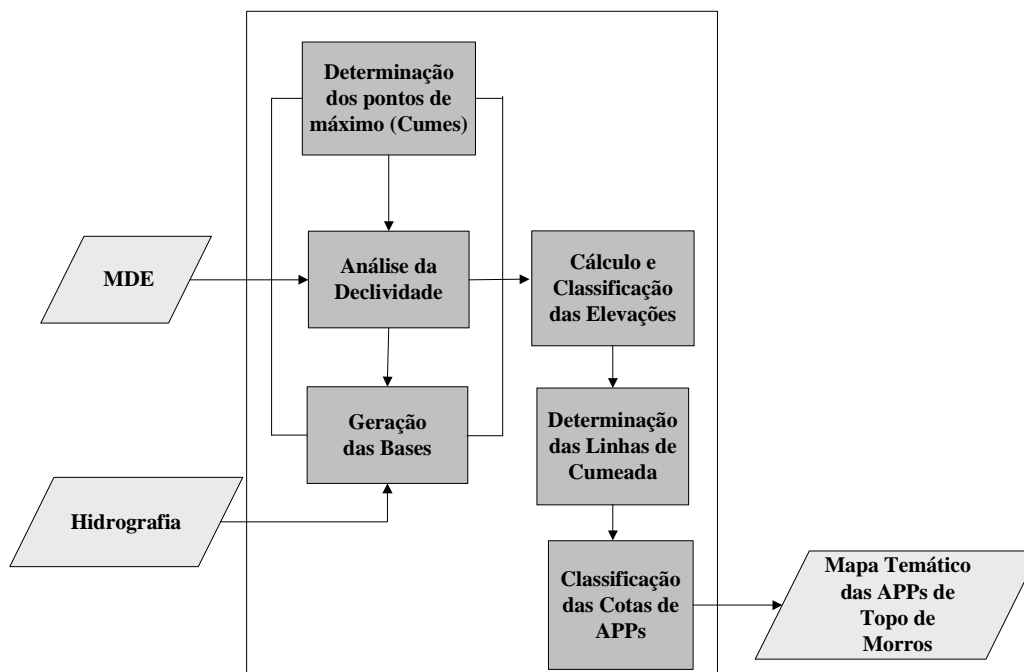 Determinação
dos pontos de
máximo (Cumes)
MDE
Análise da
Declividade
Cálculo e
Classificação
das Elevações
Geração
das Bases
Determinação
das Linhas de
Cumeada
Hidrografia
Classificação
das Cotas de
APPs
Mapa Temático
das APPs de
Topo de
Morros